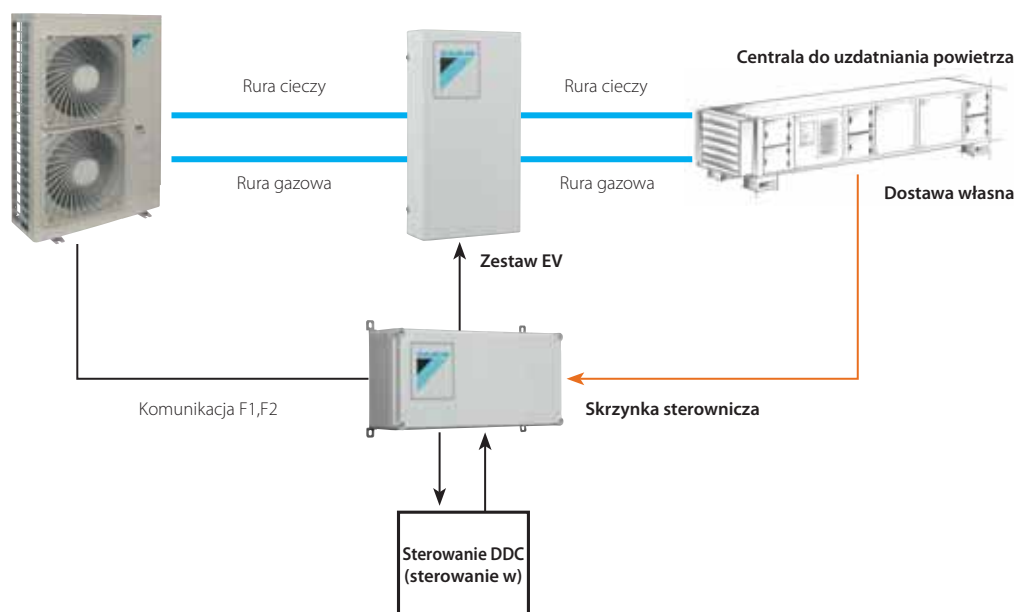 Centrala do uzdatniania powietrza
Rura cieczy
Rura cieczy
Rura gazowa
Rura gazowa
Dostawa własna
Zestaw EV
Komunikacja F1,F2
Skrzynka sterownicza
Sterowanie DDC
(sterowanie w)